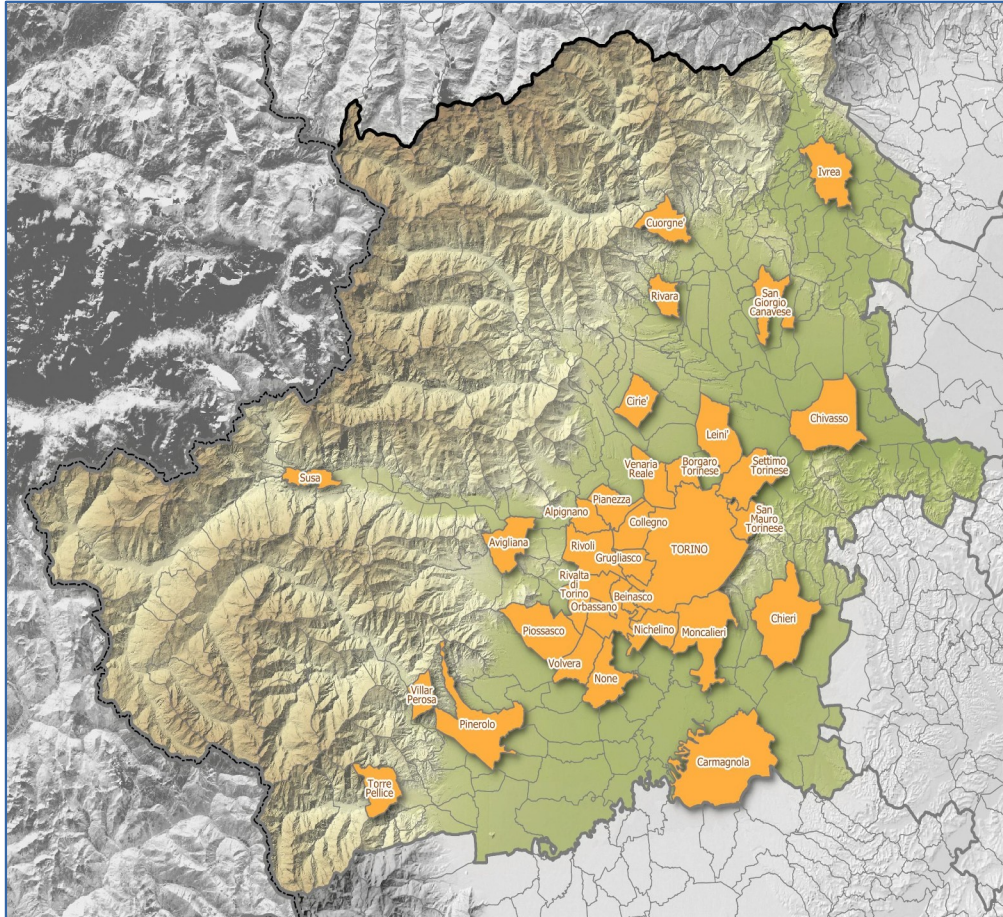 Ivrea
Cuorgne'
Rivara
San
Giorgio
Canavese
Cirie'
Chivasso
Leini'
Venaria
Reale
Borgaro
Torinese
Settimo
Torinese
Susa
Pianezza
Alpignano
San
Mauro
Torinese
Collegno
Avigliana
Rivoli
Grugliasco
TORINO
Rivalta
di
Torino
Beinasco
Orbassano
Chieri
Piossasco
Nichelino
Moncalieri
Volvera
None
Villar
Perosa
Pinerolo
Carmagnola
Torre
Pellice